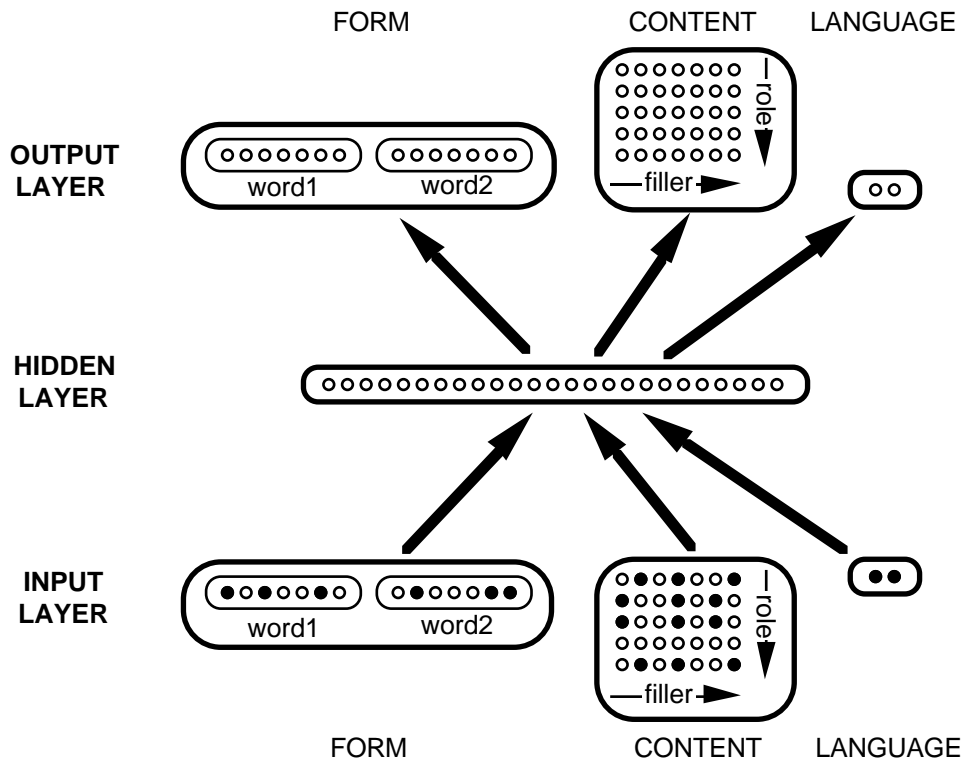 FORM CONTENT LANGUAGE
role
OUTPUT
LAYER
word1 word2
filler
HIDDEN
LAYER
INPUT
LAYER
role
word1 word2
filler
FORM CONTENT LANGUAGE